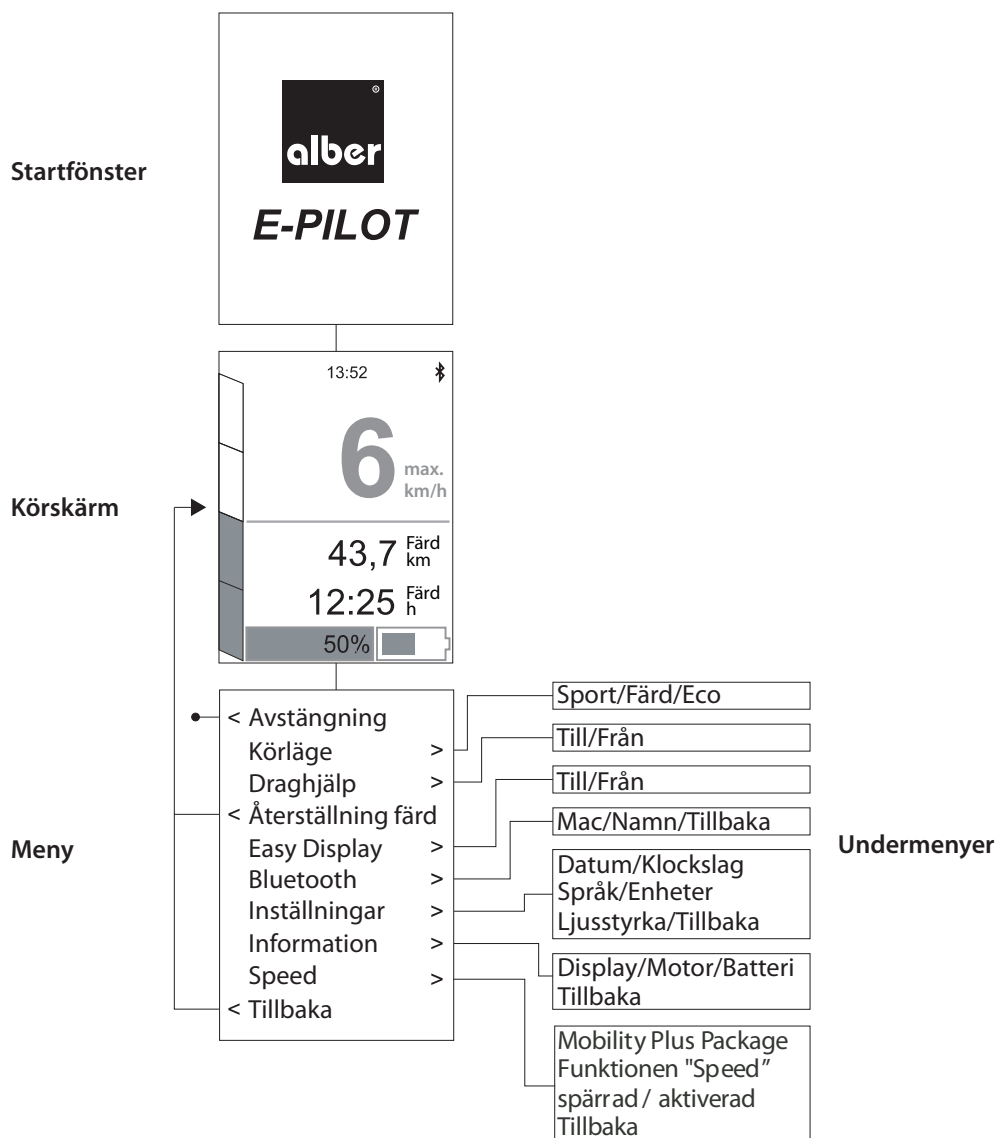 Startfönster
®
alber
E-PILOT
Körskärm
13:52
6 max. km/h
43,7 Färd km
12:25 Färd h
50%
Meny
< Avstängning
Körläge >
Draghjälp >
< Återställning färd
Easy Display >
Bluetooth >
Inställningar >
Information >
Speed >
< Tillbaka
Sport/Färd/Eco
Till/Från
Till/Från
Mac/Namn/Tillbaka
Datum/Klockslag
Språk/Enheter
Ljusstyrka/Tillbaka
Display/Motor/Batteri
Tillbaka
Mobility Plus Package
Funktionen "Speed”
spärrad / aktiverad
Tillbaka
Undermenyer